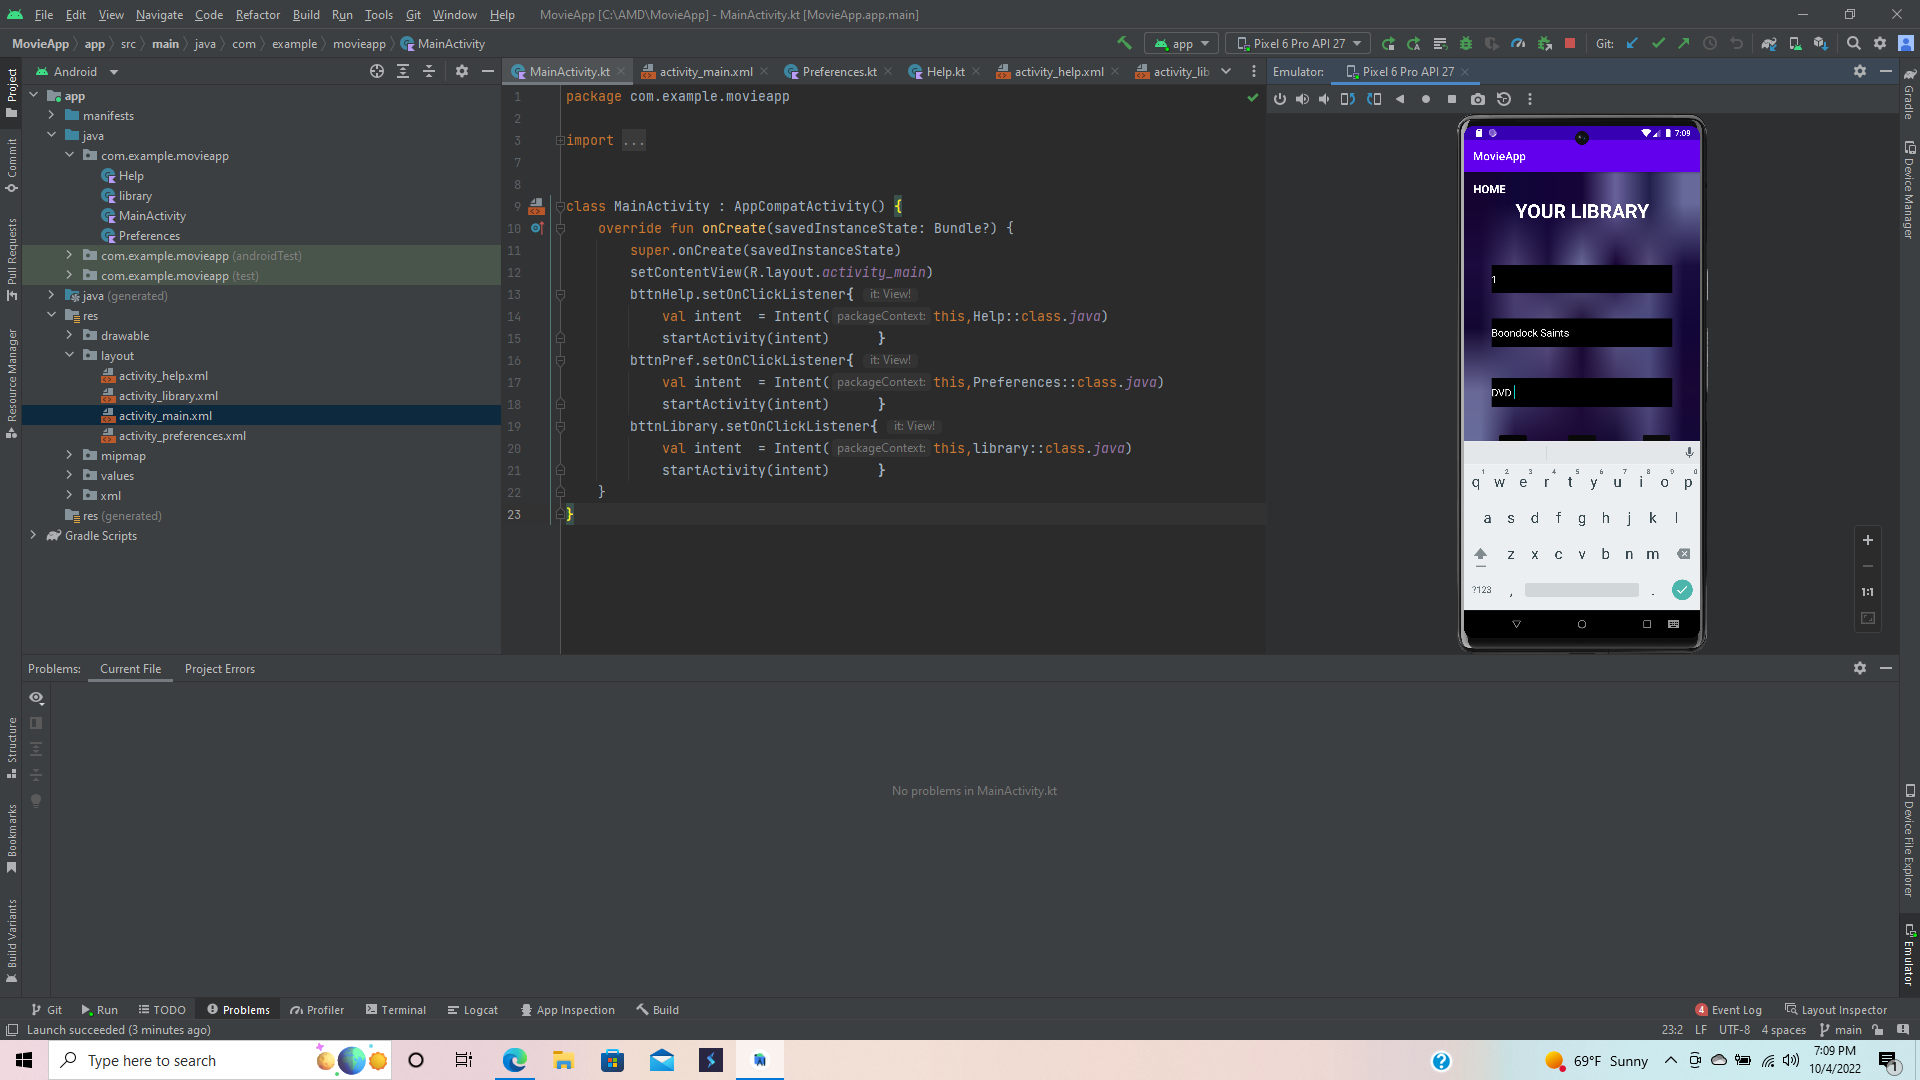 File Edit View Navigate Code Refactor Build Run Tools Git Window Help MovieApp [C:\AMD\MovieApp] - MainActivity.kt [MovieApp.app.main]
MovieApp app src main java com example movieapp MainActivity app Pixel 6 Pro API 27 Git:
Android MainActivity.kt activity_main.xml Preferences.kt Help.kt activity_help.xml activity_lib Emulator: Pixel 6 Pro API 27
Project
Commit
Pull Requests
Resource Manager
Structure
Bookmarks
Build Variants
app
manifests
java
com.example.movieapp
Help
library
MainActivity
Preferences
com.example.movieapp (androidTest)
com.example.movieapp (test)
java (generated)
res
drawable
layout
activity_help.xml
activity_library.xml
activity_main.xml
activity_preferences.xml
mipmap
values
xml
res (generated)
Gradle Scripts
1 package com.example.movieapp
2
3 import ...
7
8
9 class MainActivity : AppCompatActivity() {
10 override fun onCreate(savedInstanceState: Bundle?) {
11 super.onCreate(savedInstanceState)
12 setContentView(R.layout.activity_main)
13 bttnHelp.setOnClickListener{ it: View!
14 val intent = Intent( packageContext: this,Help::class.java)
15 startActivity(intent) }
16 bttnPref.setOnClickListener{ it: View!
17 val intent = Intent( packageContext: this,Preferences::class.java)
18 startActivity(intent) }
19 bttnLibrary.setOnClickListener{ it: View!
20 val intent = Intent( packageContext: this,library::class.java)
21 startActivity(intent) }
22 }
23 }
7:09
MovieApp
HOME
YOUR LIBRARY
1
Boondock Saints
DVD
1 2 3 4 5 6 7 8 9 0
q w e r t y u i o p
a s d f g h j k l
z x c v b n m
?123 , .
1:1
Gradle
Device Manager
Device File Explorer
Emulator
Problems: Current File Project Errors
No problems in MainActivity.kt
Git Run TODO Problems Profiler Terminal Logcat App Inspection Build 4 Event Log Layout Inspector
Launch succeeded (3 minutes ago) 23:2 LF UTF-8 4 spaces main
Type here to search 69°F Sunny 7:09 PM
10/4/2022 1